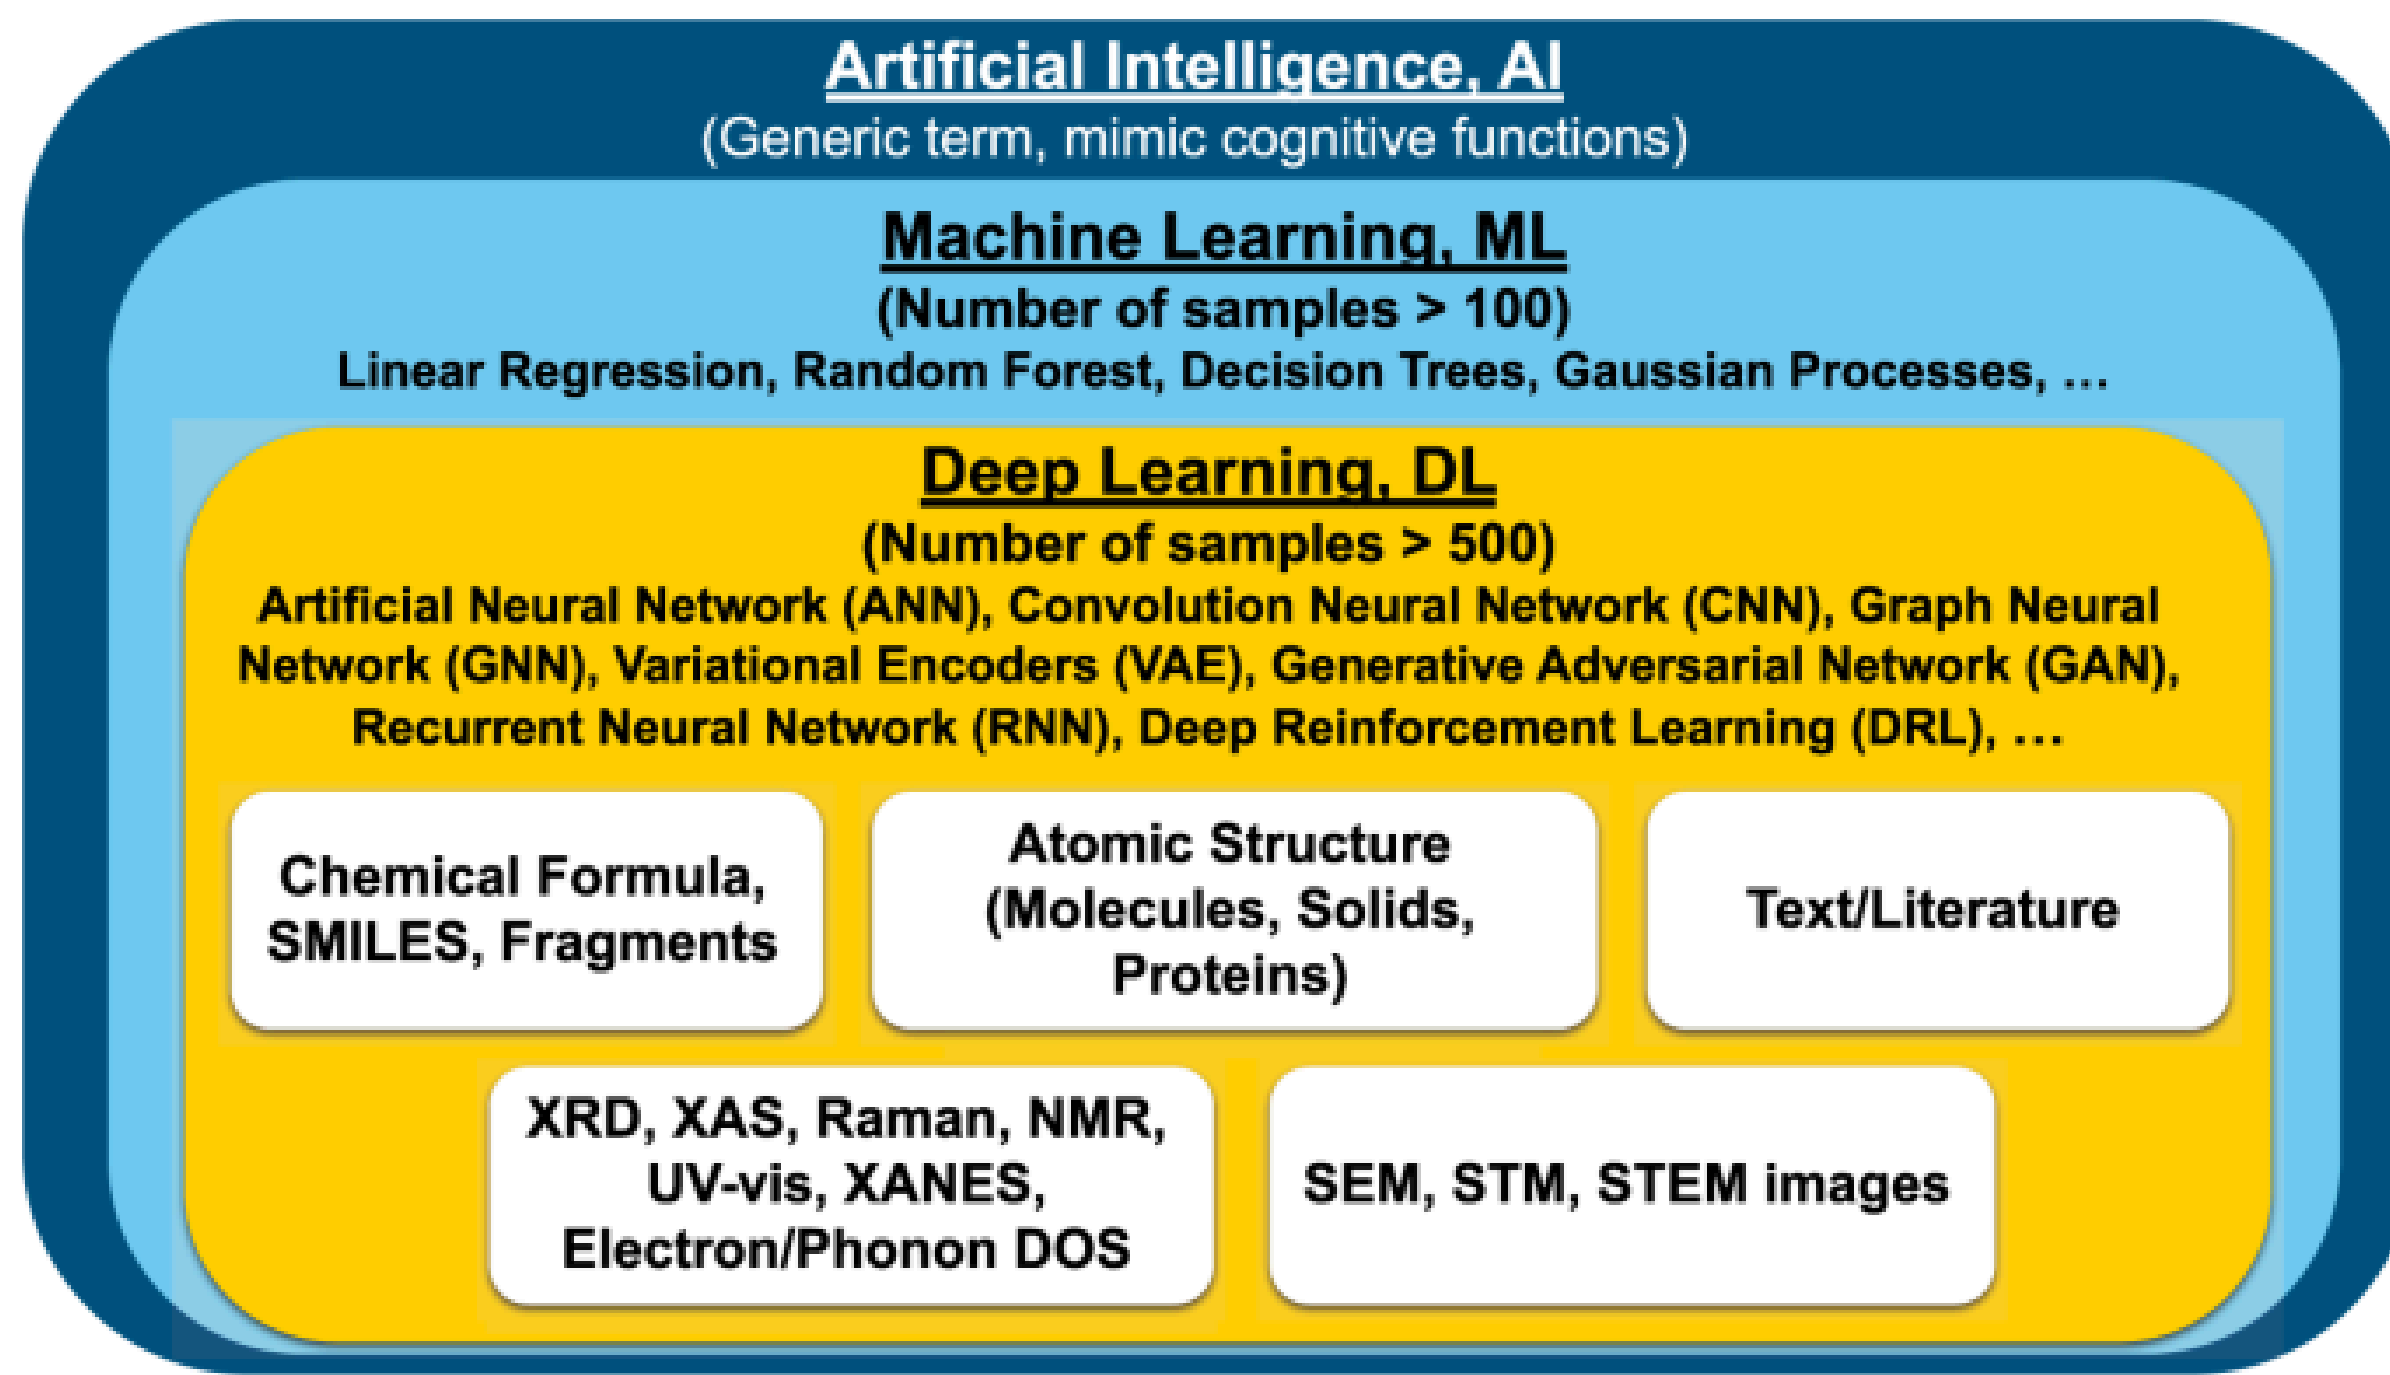 Artificial Intelligence, AI
(Generic term, mimic cognitive functions)
Machine Learning, ML
(Number of samples > 100)
Linear Regression, Random Forest, Decision Trees, Gaussian Processes, ...
Deep Learning, DL
(Number of samples > 500)
Artificial Neural Network (ANN), Convolution Neural Network (CNN), Graph Neural
Network (GNN), Variational Encoders (VAE), Generative Adversarial Network (GAN),
Recurrent Neural Network (RNN), Deep Reinforcement Learning (DRL), ...
Chemical Formula,
SMILES, Fragments
Atomic Structure
(Molecules, Solids,
Proteins)
Text/Literature
XRD, XAS, Raman, NMR,
UV-vis, XANES,
Electron/Phonon DOS
SEM, STM, STEM images